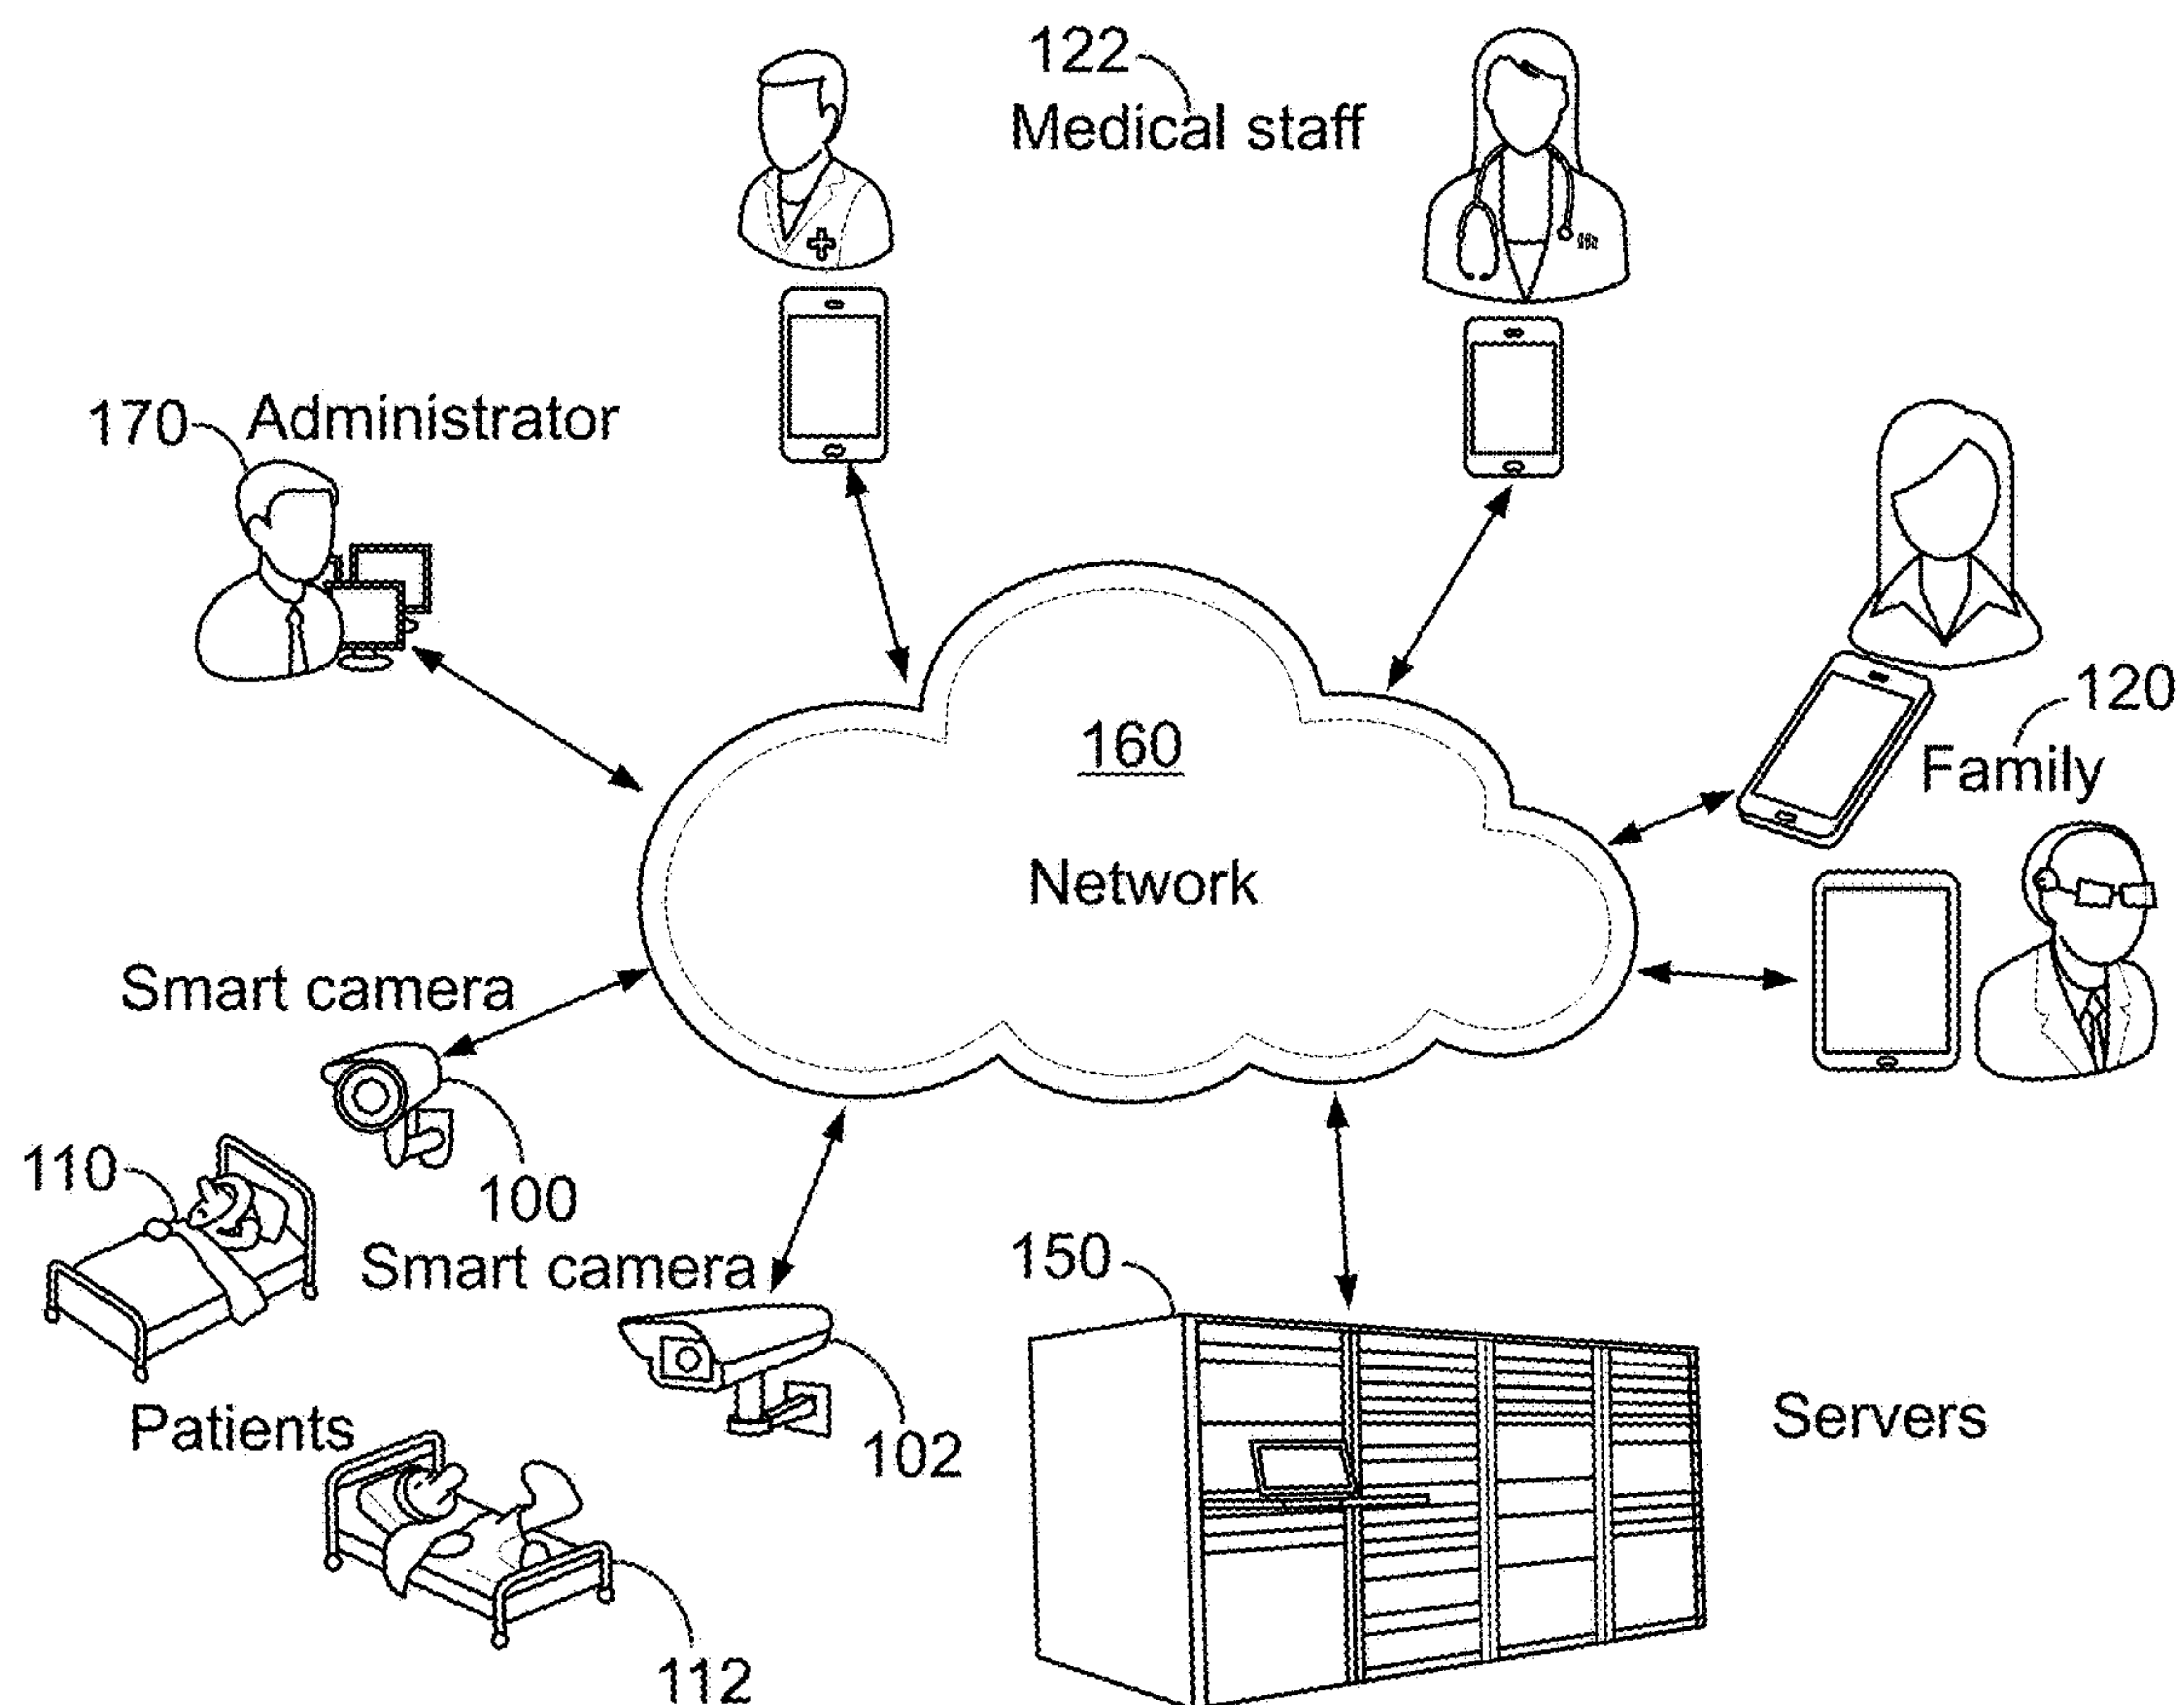 122
Medical staff
170 Administrator
120
Family
160
Network
Smart camera
100
110
Smart camera
150
102
Patients
Servers
112